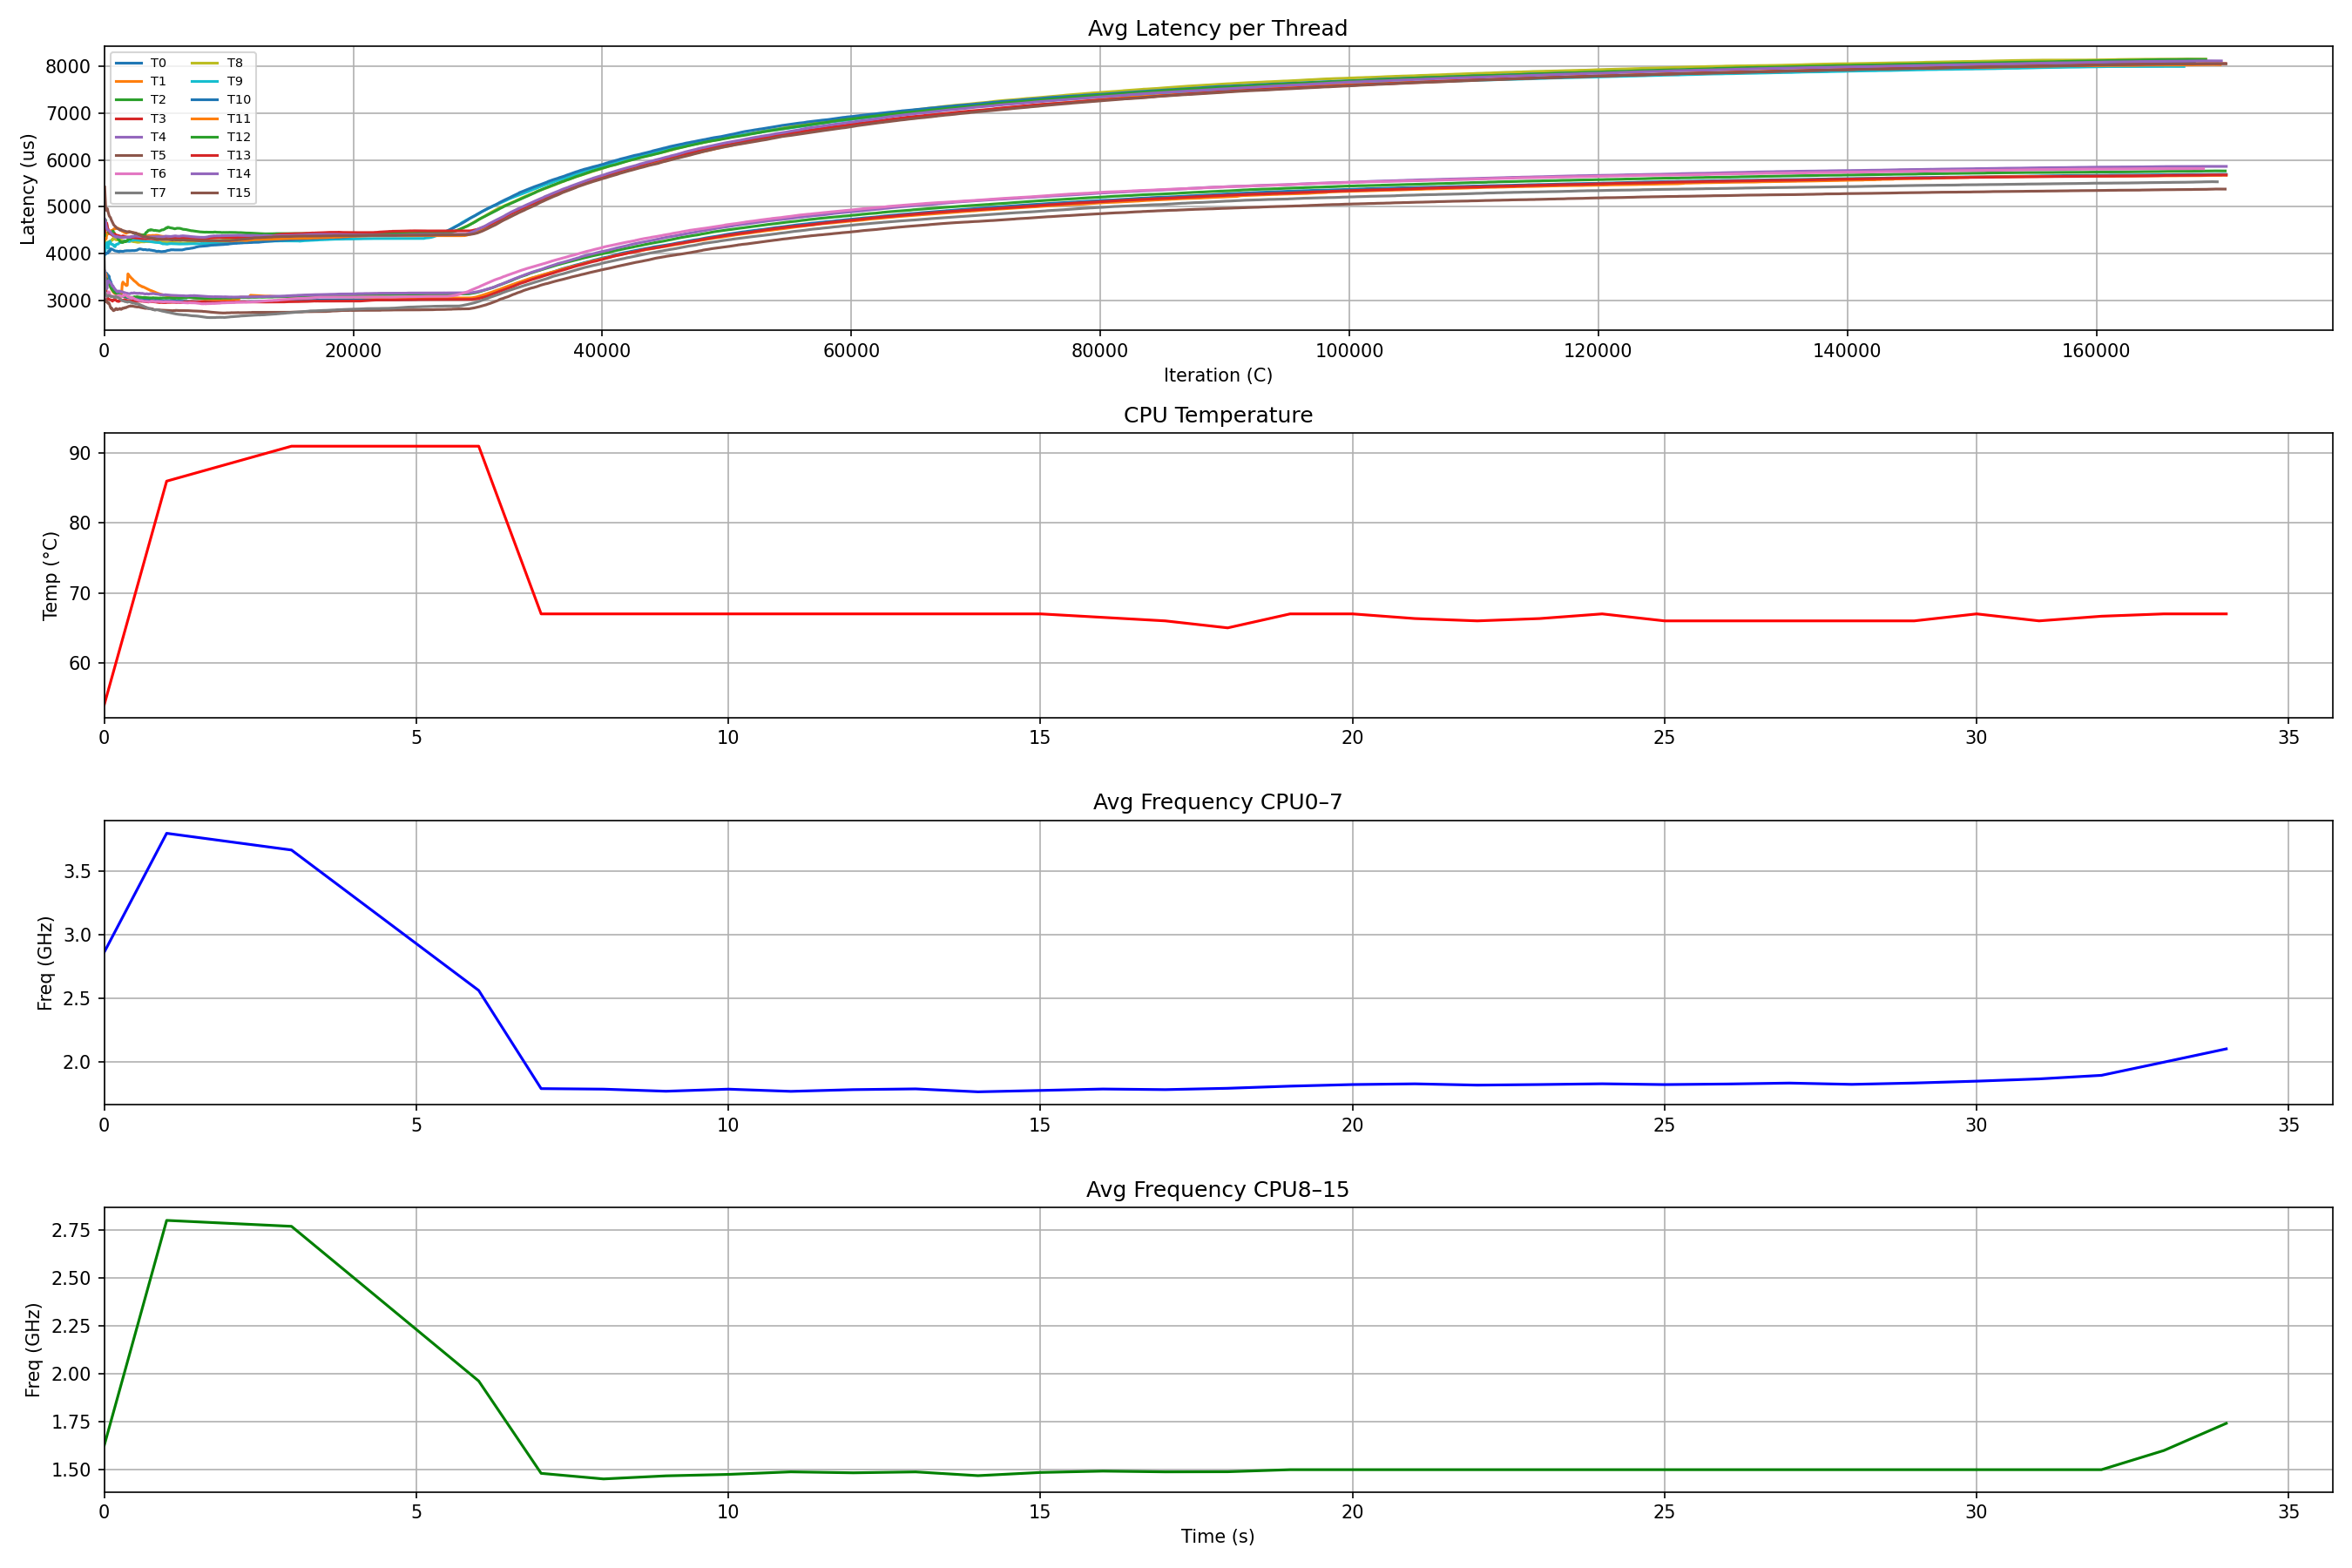 Avg Latency per Thread
Latency (us)
8000
7000
6000
5000
4000
3000
T0 T8
T1 T9
T2 T10
T3 T11
T4 T12
T5 T13
T6 T14
T7 T15
0 20000 40000 60000 80000 100000 120000 140000 160000
Iteration (C)
CPU Temperature
Temp (°C)
90
80
70
60
0 5 10 15 20 25 30 35
Avg Frequency CPU0–7
Freq (GHz)
3.5
3.0
2.5
2.0
0 5 10 15 20 25 30 35
Avg Frequency CPU8–15
Freq (GHz)
2.75
2.50
2.25
2.00
1.75
1.50
0 5 10 15 20 25 30 35
Time (s)